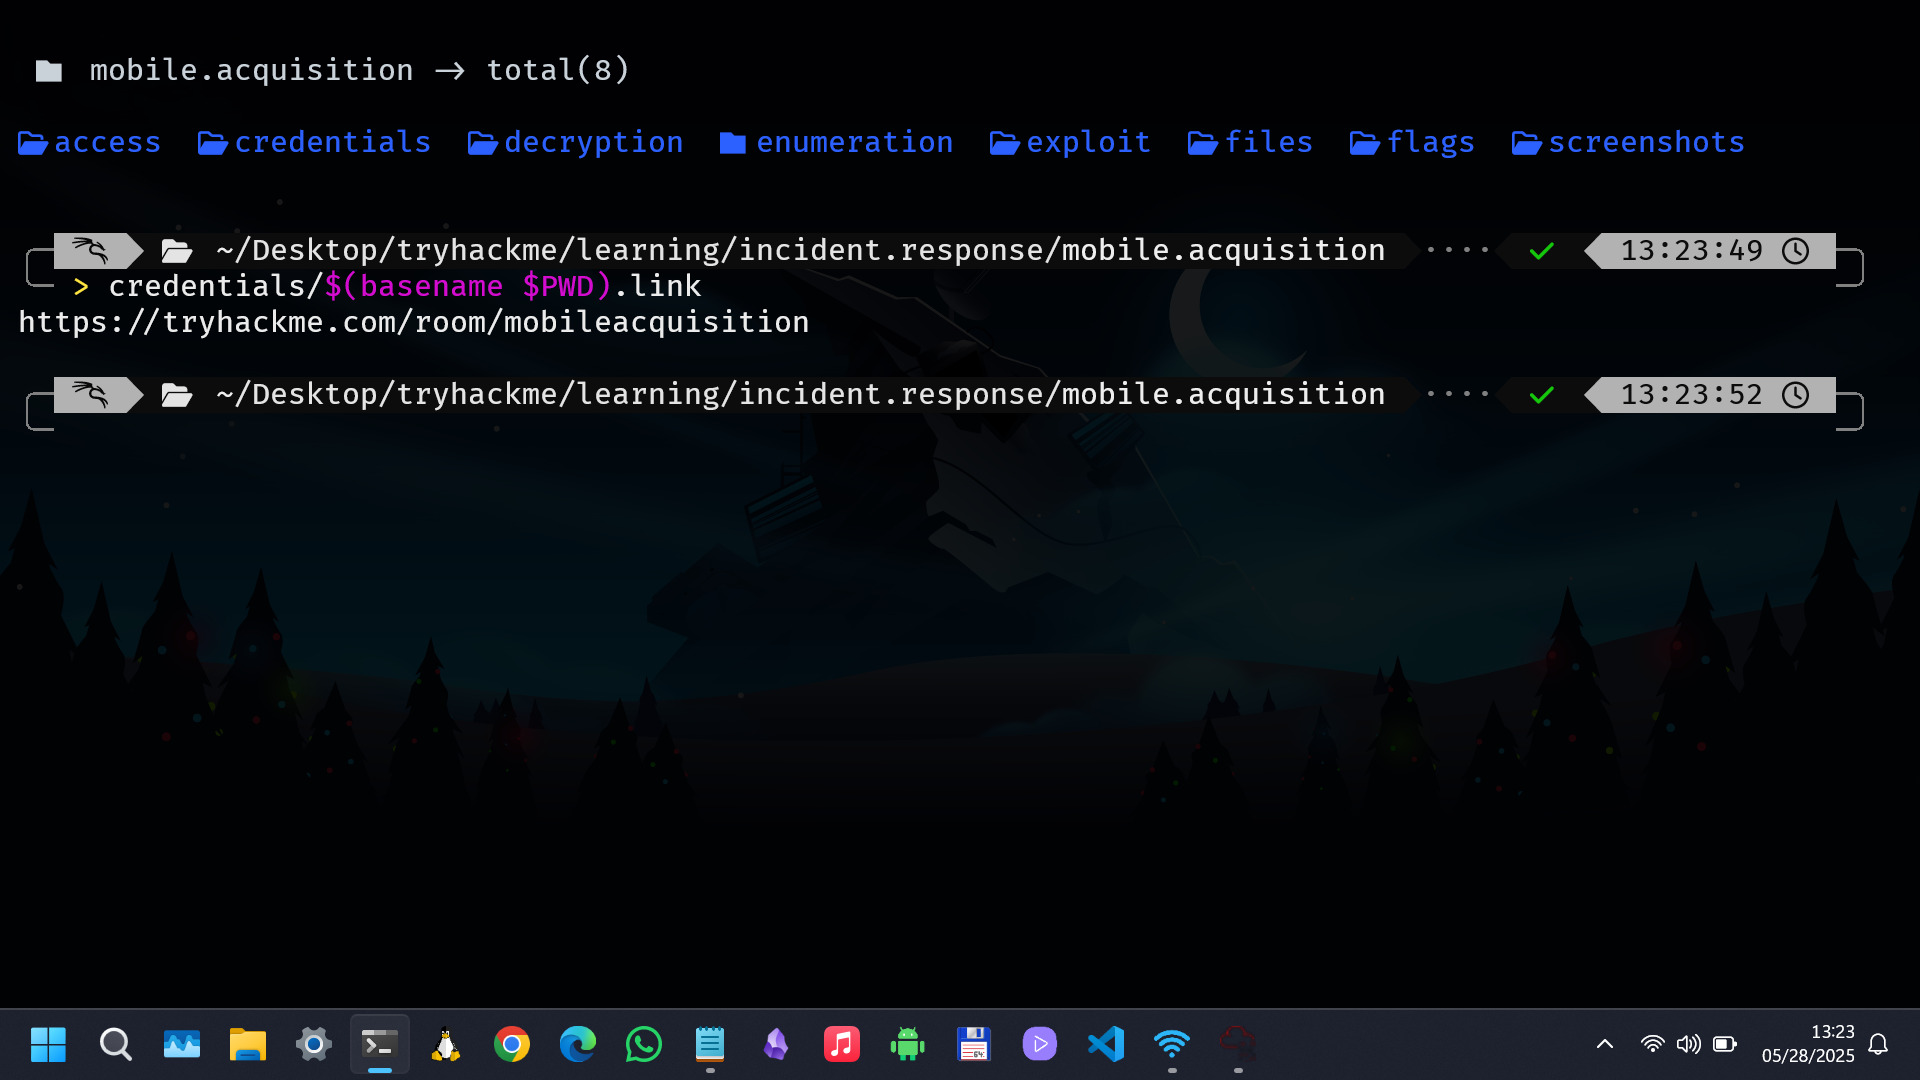 mobile.acquisition → total(8)
access credentials decryption enumeration exploit files flags screenshots
~/Desktop/tryhackme/learning/incident.response/mobile.acquisition ···· ✓ 13:23:49
> credentials/$(basename $PWD).link
https://tryhackme.com/room/mobileacquisition
~/Desktop/tryhackme/learning/incident.response/mobile.acquisition ···· ✓ 13:23:52
64
13:23
05/28/2025